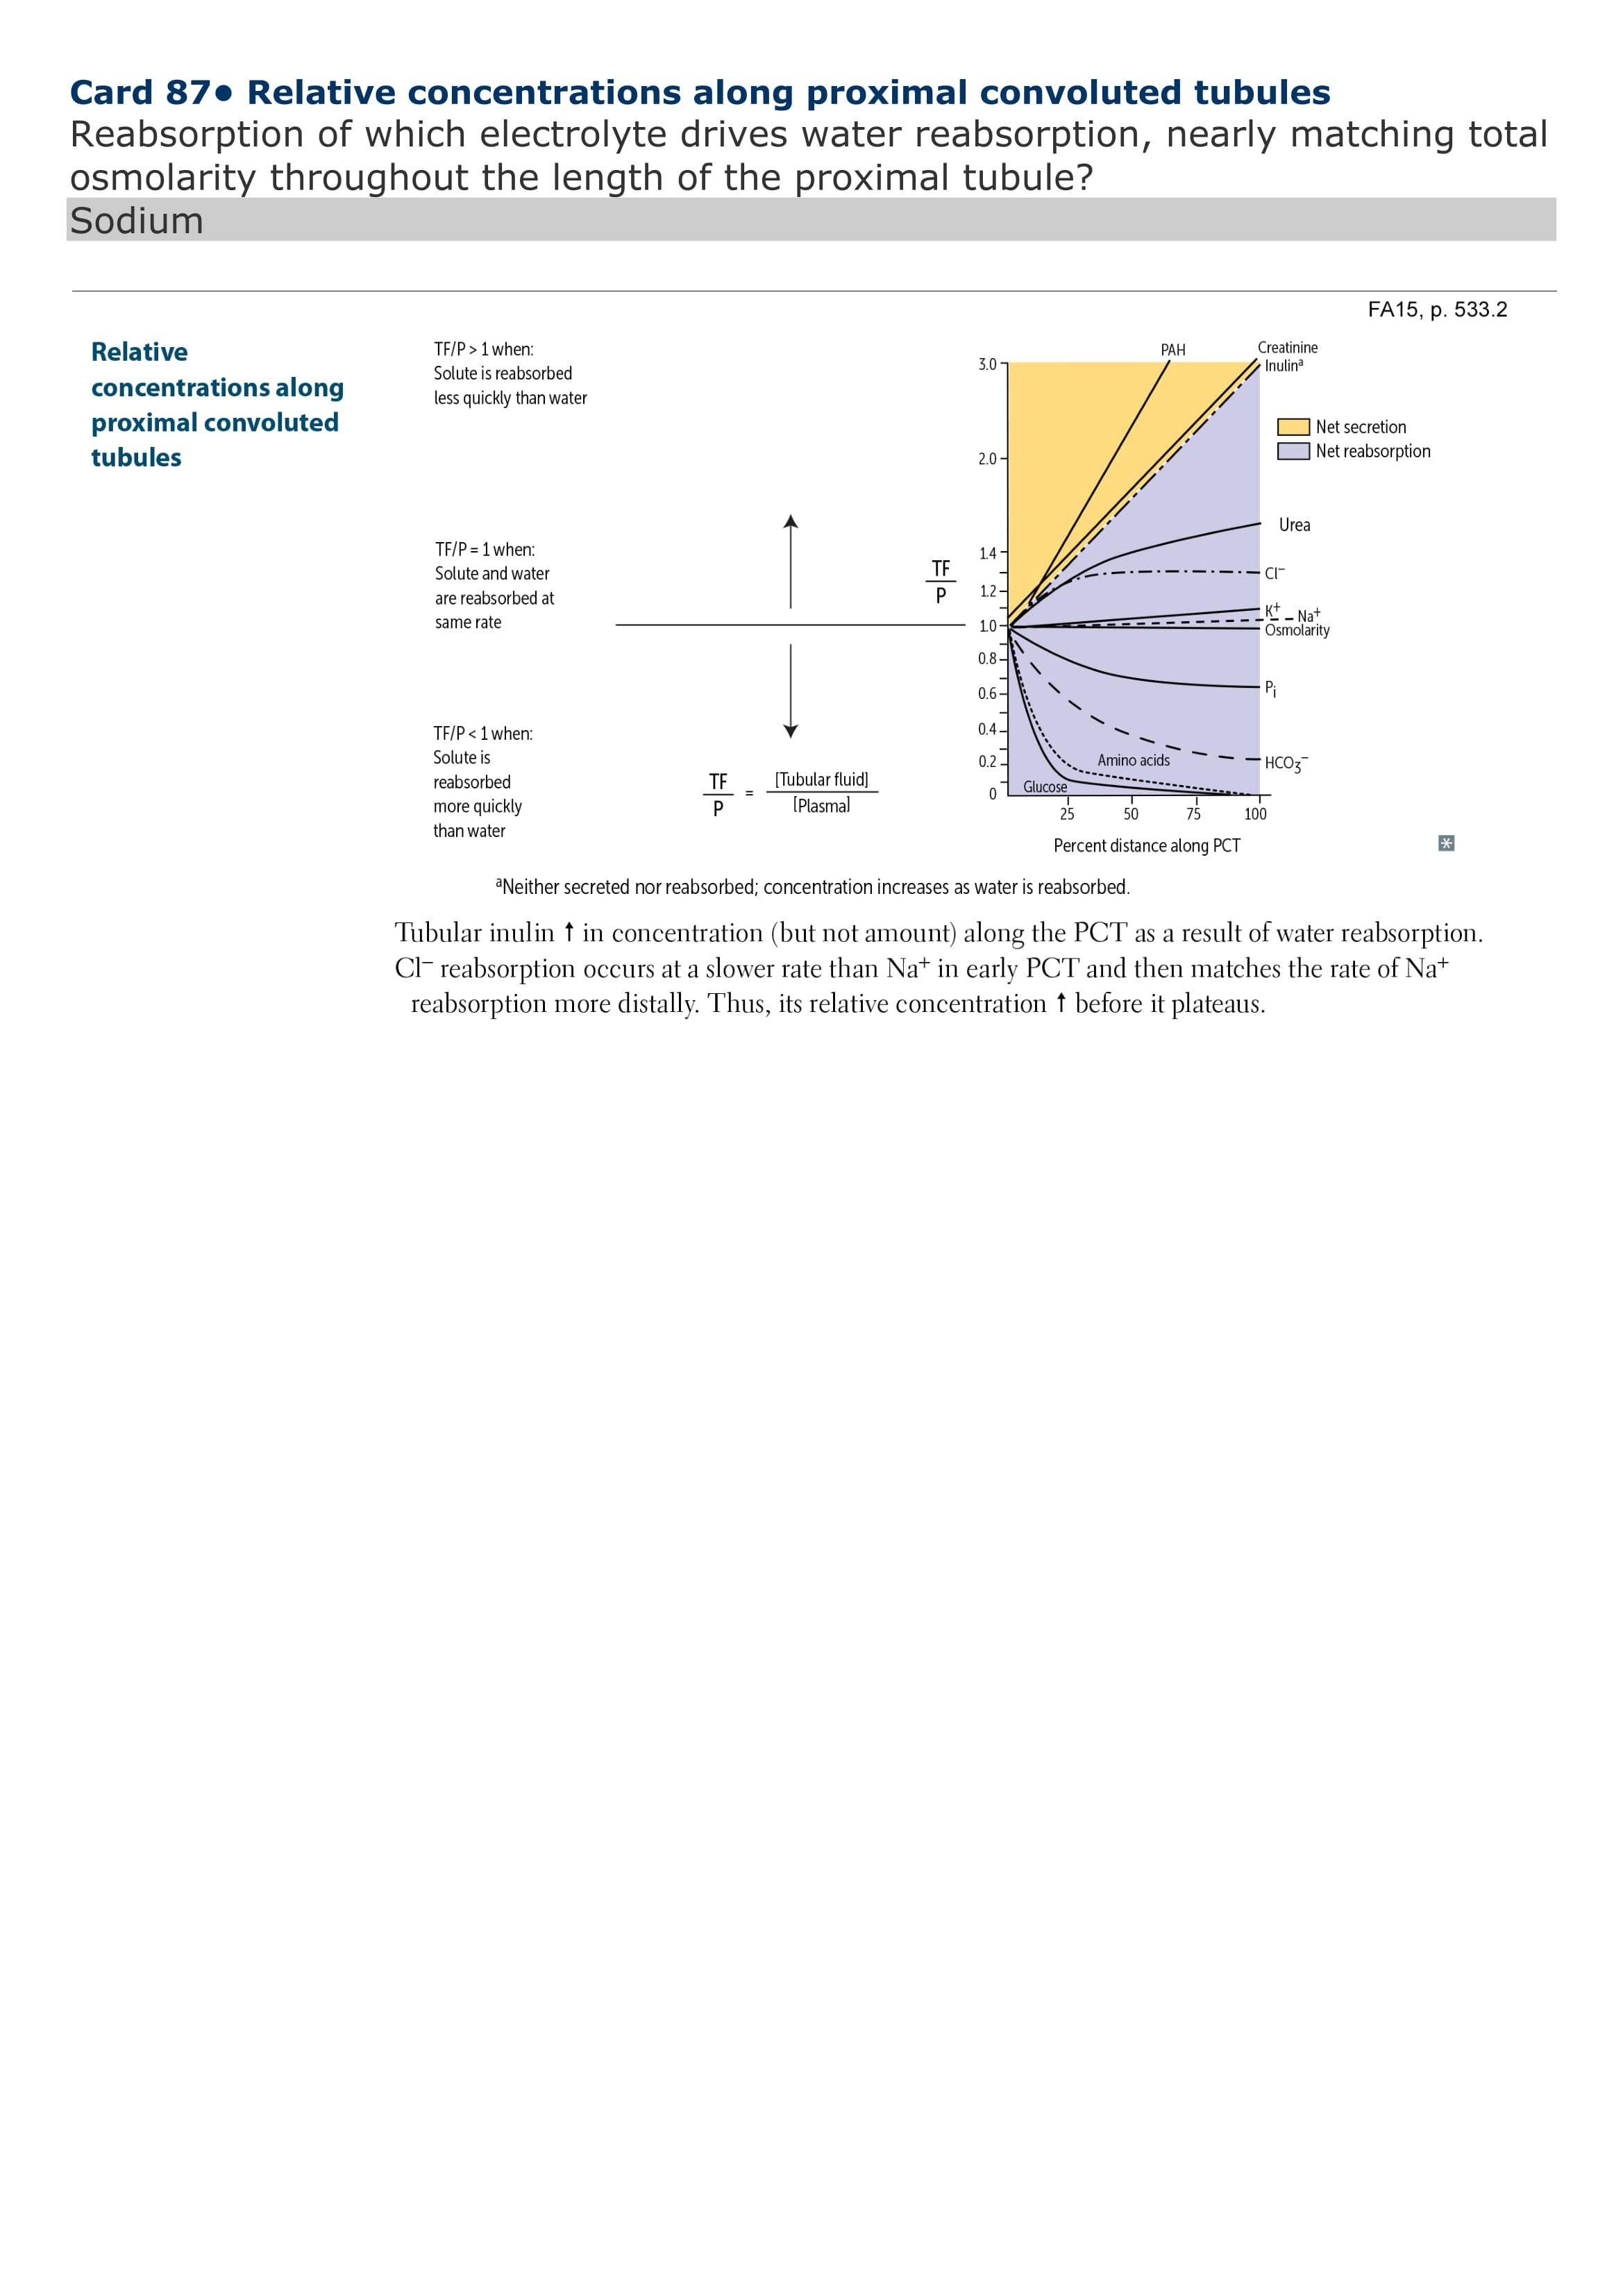 Card 87• Relative concentrations along proximal convoluted tubules
Reabsorption of which electrolyte drives water reabsorption, nearly matching total
osmolarity throughout the length of the proximal tubule?
Sodium
FA15, p. 533.2
Relative
concentrations along
proximal convoluted
tubules
TF/P > 1 when:
Solute is reabsorbed
less quickly than water
TF/P = 1 when:
Solute and water
are reabsorbed at
same rate
TF/P < 1 when:
Solute is
reabsorbed
more quickly
than water
TF
P
=
[Tubular fluid]
[Plasma]
TF
P
3.0
2.0
1.4
1.2
1.0
0.8
0.6
0.4
0.2
0
PAH
Creatinine
Inulinᵃ
Net secretion
Net reabsorption
Urea
Cl⁻
K⁺
Na⁺
Osmolarity
Pᵢ
HCO₃⁻
Amino acids
Glucose
25 50 75 100
Percent distance along PCT
ᵃNeither secreted nor reabsorbed; concentration increases as water is reabsorbed.
Tubular inulin ↑ in concentration (but not amount) along the PCT as a result of water reabsorption.
Cl⁻ reabsorption occurs at a slower rate than Na⁺ in early PCT and then matches the rate of Na⁺
reabsorption more distally. Thus, its relative concentration ↑ before it plateaus.